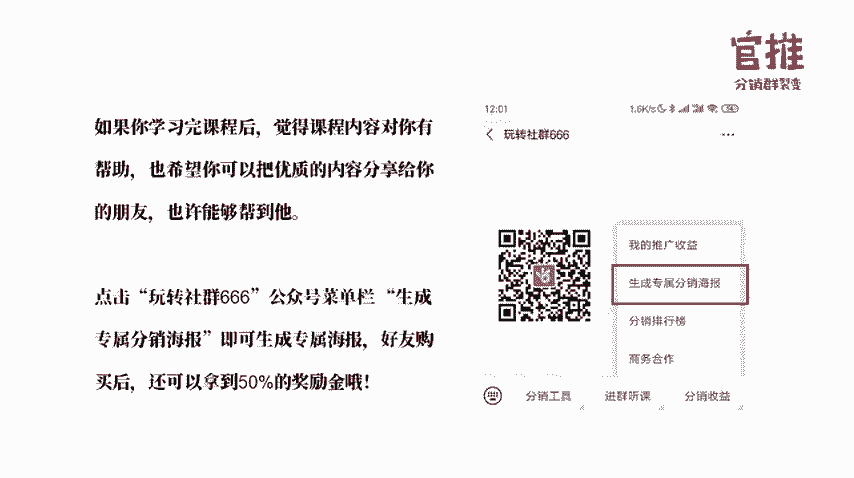 官推
分销群裂变
如果你学习完课程后，觉得课程内容对你有
帮助，也希望你可以把优质的内容分享给你
的朋友，也许能够帮到他。
点击“玩转社群666”公众号菜单栏“生成
专属分销海报”即可生成专属海报，好友购
买后，还可以拿到50%的奖励金哦！
12:01
1.6K/s
玩转社群666
我的推广收益
生成专属分销海报
分销排行榜
商务合作
分销工具
进群听课
分销收益